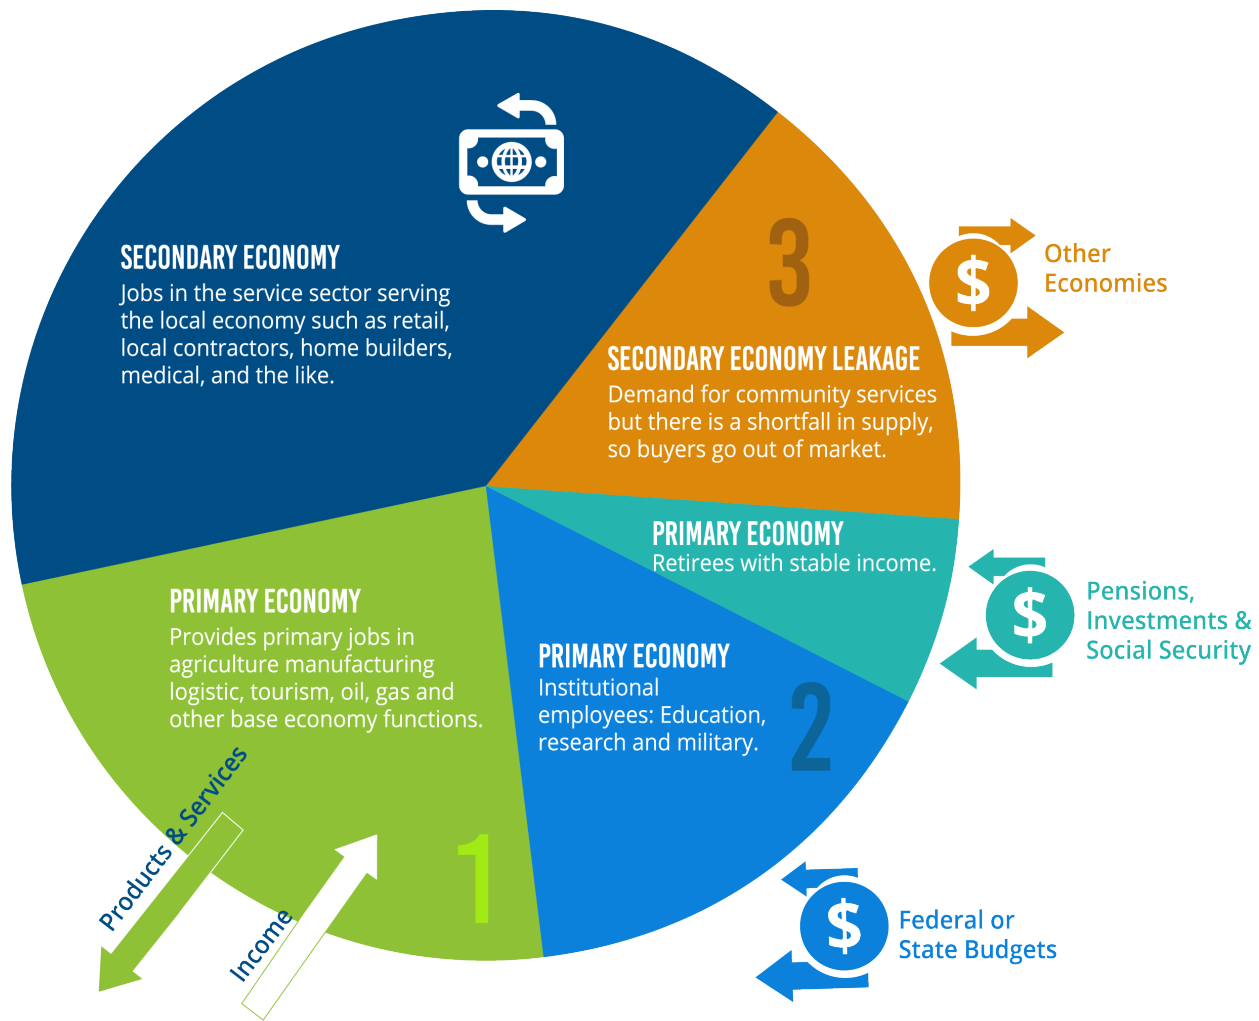 SECONDARY ECONOMY
Jobs in the service sector serving
the local economy such as retail,
local contractors, home builders,
medical, and the like.
3
SECONDARY ECONOMY LEAKAGE
Demand for community services
but there is a shortfall in supply,
so buyers go out of market.
$
Other
Economies
PRIMARY ECONOMY
Retirees with stable income.
$
Pensions,
Investments &
Social Security
PRIMARY ECONOMY
Provides primary jobs in
agriculture manufacturing
logistic, tourism, oil, gas and
other base economy functions.
1
Products & Services
Income
PRIMARY ECONOMY
Institutional
employees: Education,
research and military.
2
$
Federal or
State Budgets